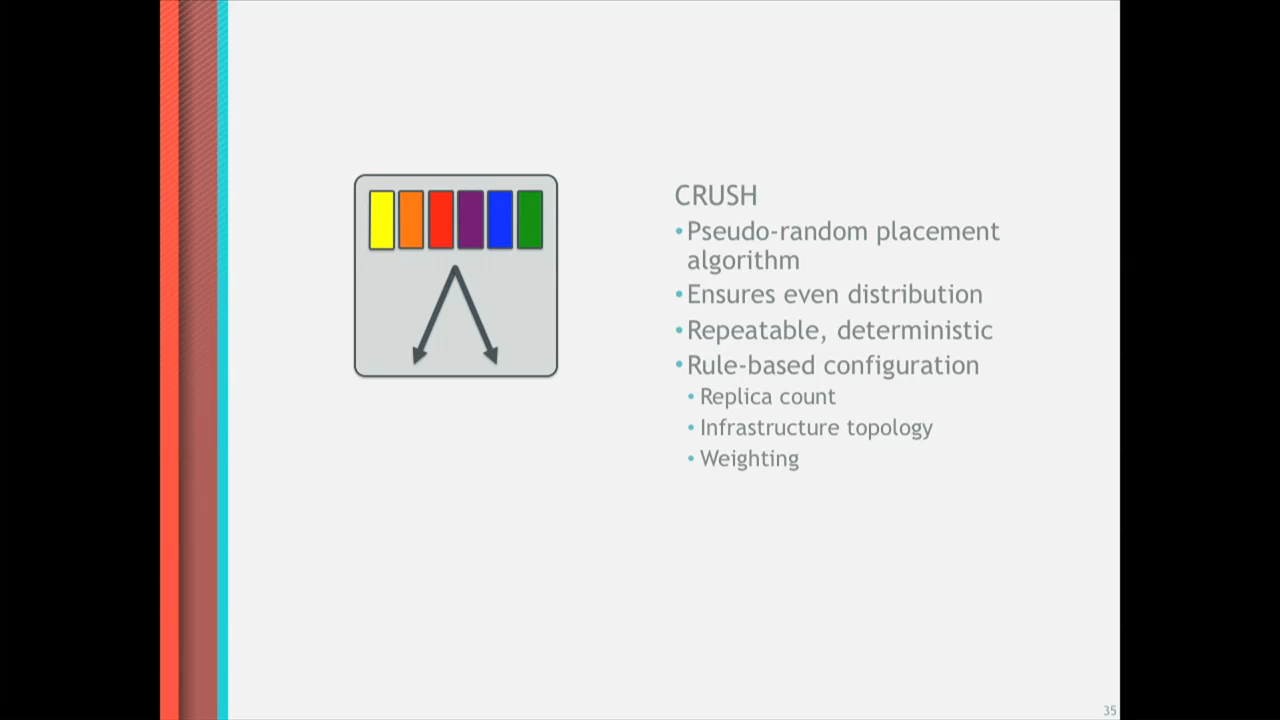 CRUSH
•Pseudo-random placement
algorithm
•Ensures even distribution
•Repeatable, deterministic
•Rule-based configuration
• Replica count
• Infrastructure topology
• Weighting
35